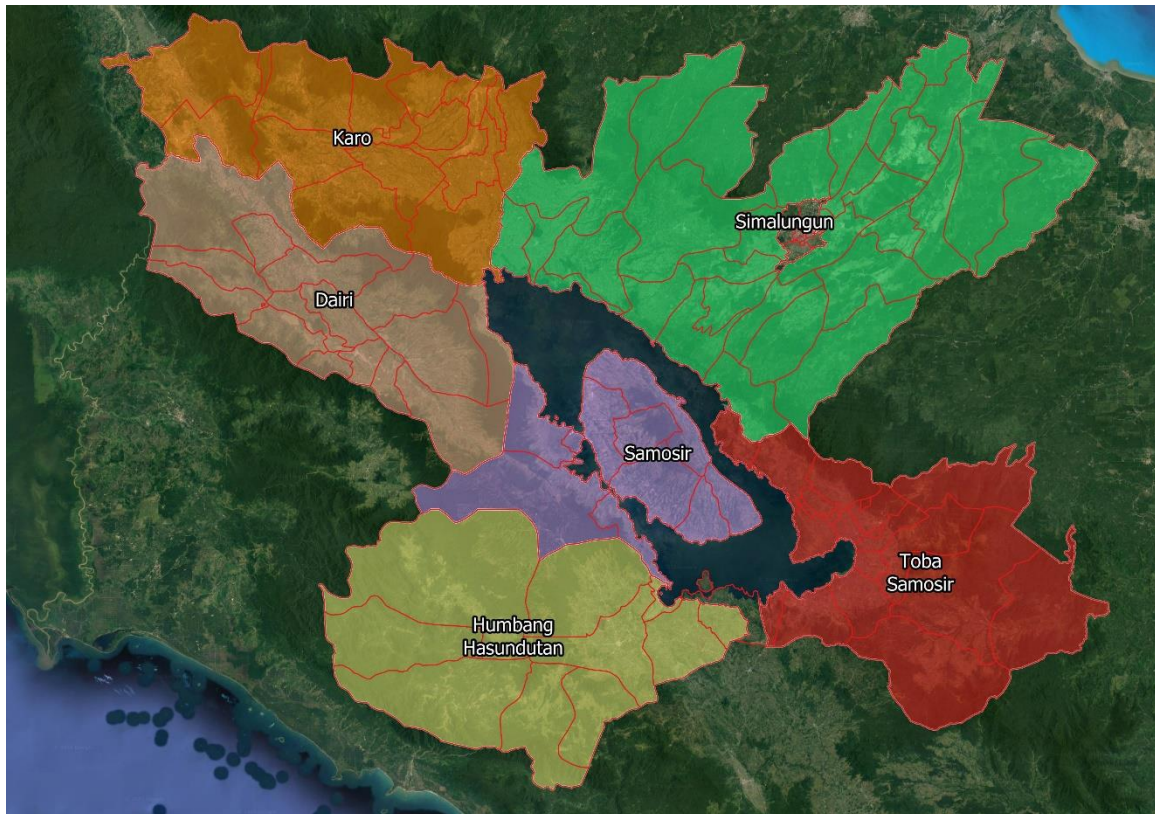 Karo
Simalungun
Dairi
Samosir
Toba
Samosir
Humbang
Hasundutan